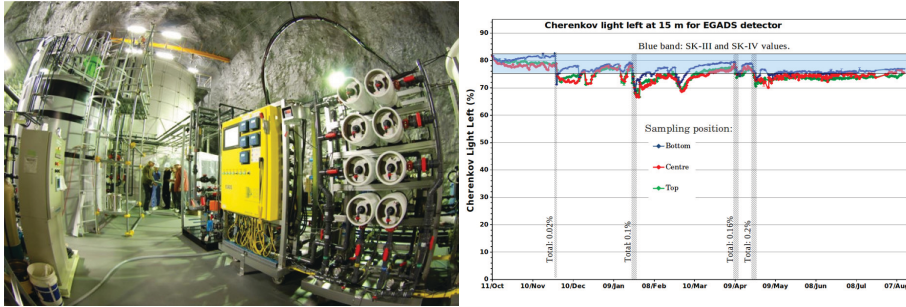 Cherenkov light left at 15 m for EGADS detector
Blue band: SK-III and SK-IV values.
Cherenkov Light Left (%)
90
80
70
60
50
40
30
20
10
0
Sampling position:
Bottom
Centre
Top
Total: 0.02%
Total: 0.1%
Total: 0.16%
Total: 0.2%
11/Oct 10/Nov 10/Dec 09/Jan 08/Feb 10/Mar 09/Apr 09/May 08/Jun 08/Jul 07/Aug